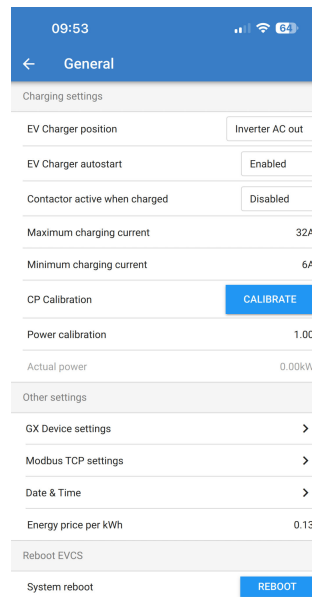 09:53
64
General
Charging settings
EV Charger position Inverter AC out
EV Charger autostart Enabled
Contactor active when charged Disabled
Maximum charging current 32A
Minimum charging current 6A
CP Calibration CALIBRATE
Power calibration 1.00
Actual power 0.00kW
Other settings
GX Device settings
Modbus TCP settings
Date & Time
Energy price per kWh 0.13
Reboot EVCS
System reboot REBOOT